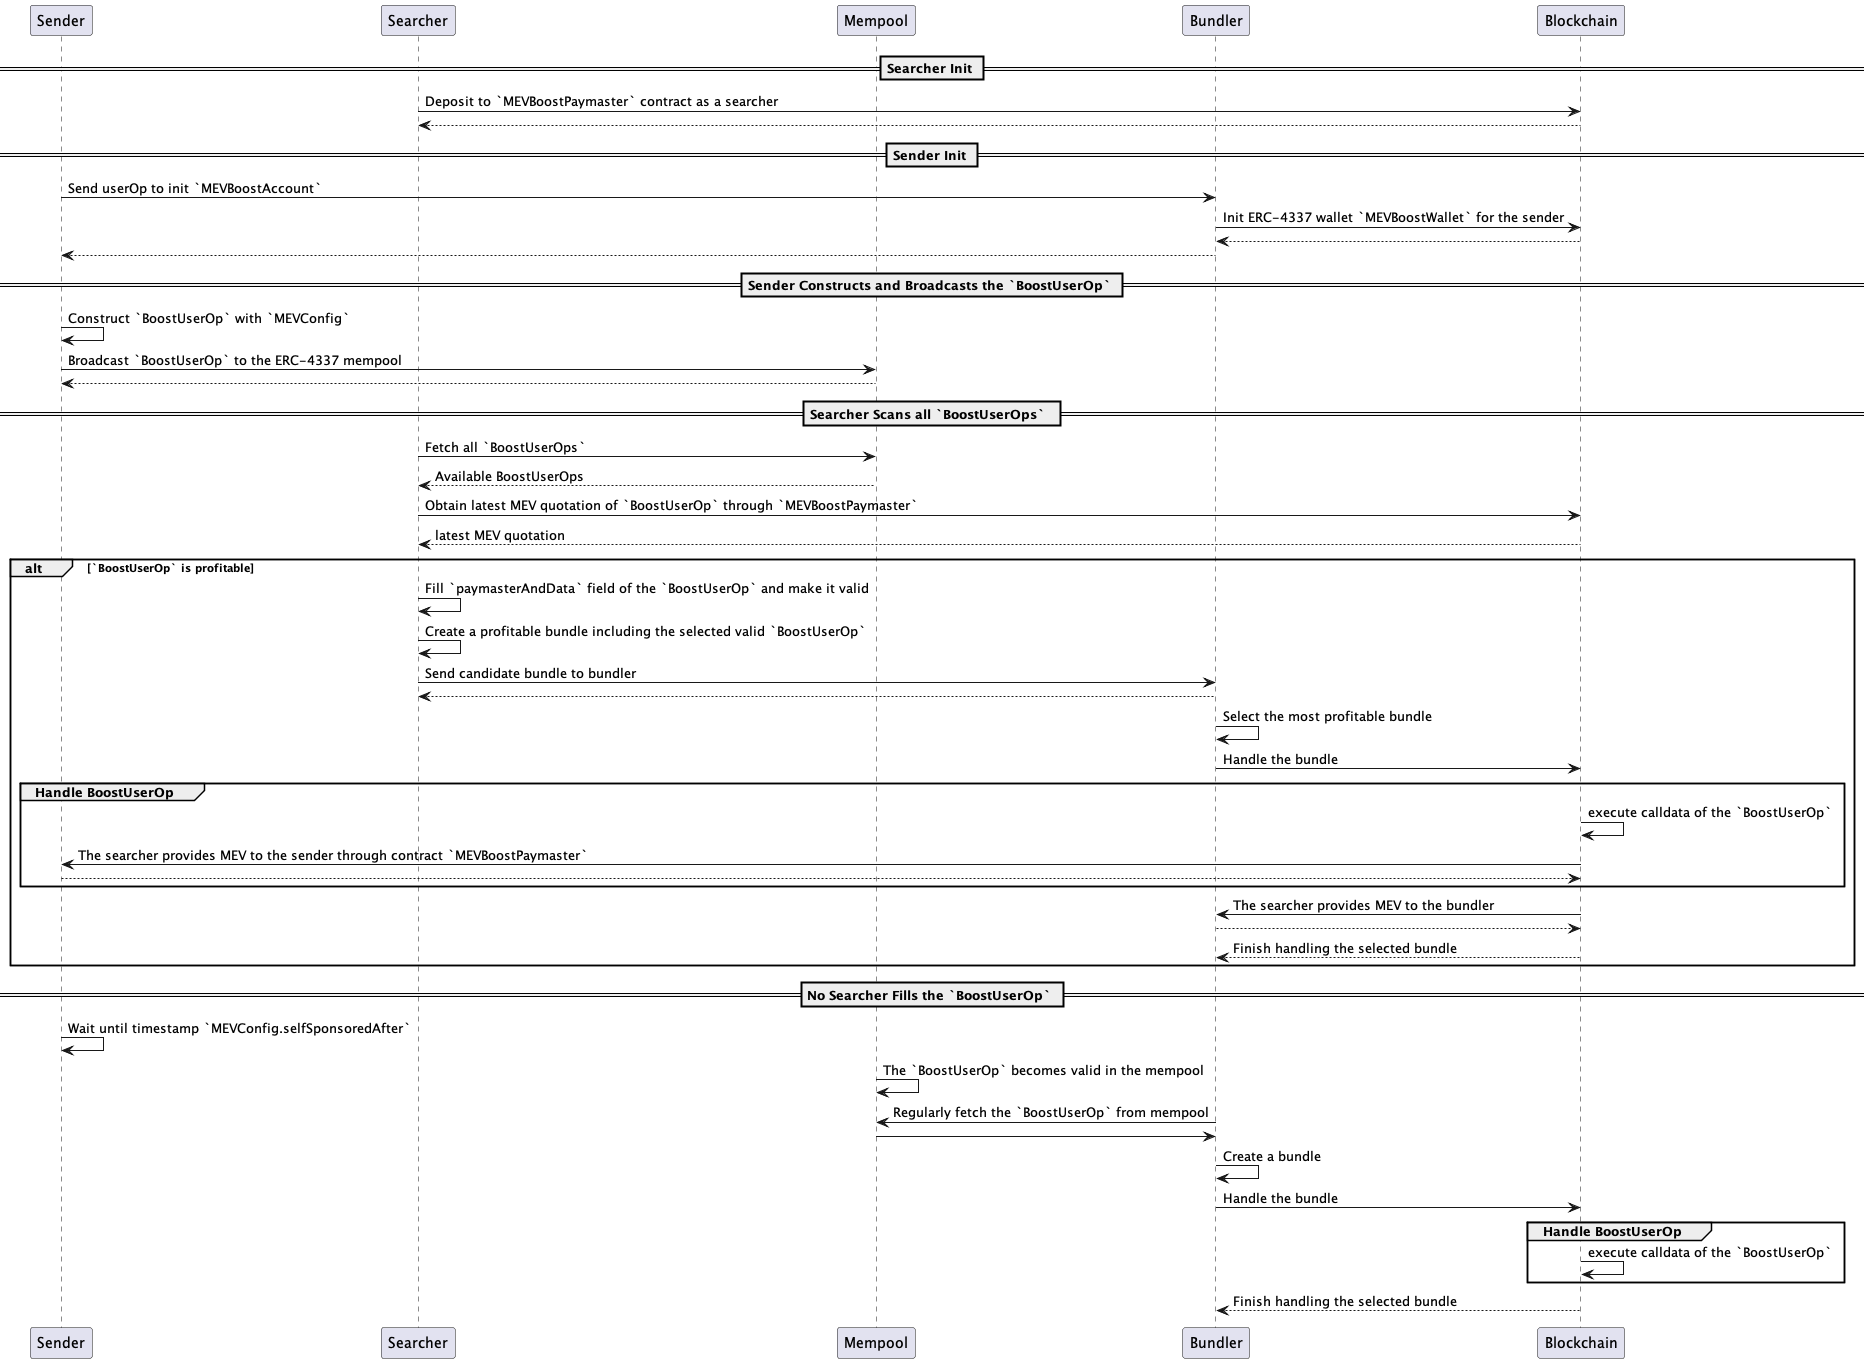 Sender
Searcher
Mempool
Bundler
Blockchain
Searcher Init
Deposit to `MEVBoostPaymaster` contract as a searcher
Sender Init
Send userOp to init `MEVBoostAccount`
Init ERC-4337 wallet `MEVBoostWallet` for the sender
Sender Constructs and Broadcasts the `BoostUserOp`
Construct `BoostUserOp` with `MEVConfig`
Broadcast `BoostUserOp` to the ERC-4337 mempool
Searcher Scans all `BoostUserOps`
Fetch all `BoostUserOps`
Available BoostUserOps
Obtain latest MEV quotation of `BoostUserOp` through `MEVBoostPaymaster`
latest MEV quotation
alt
[`BoostUserOp` is profitable]
Fill `paymasterAndData` field of the `BoostUserOp` and make it valid
Create a profitable bundle including the selected valid `BoostUserOp`
Send candidate bundle to bundler
Select the most profitable bundle
Handle the bundle
Handle BoostUserOp
execute calldata of the `BoostUserOp`
The searcher provides MEV to the sender through contract `MEVBoostPaymaster`
The searcher provides MEV to the bundler
Finish handling the selected bundle
No Searcher Fills the `BoostUserOp`
Wait until timestamp `MEVConfig.selfSponsoredAfter`
The `BoostUserOp` becomes valid in the mempool
Regularly fetch the `BoostUserOp` from mempool
Create a bundle
Handle the bundle
Handle BoostUserOp
execute calldata of the `BoostUserOp`
Finish handling the selected bundle
Sender
Searcher
Mempool
Bundler
Blockchain